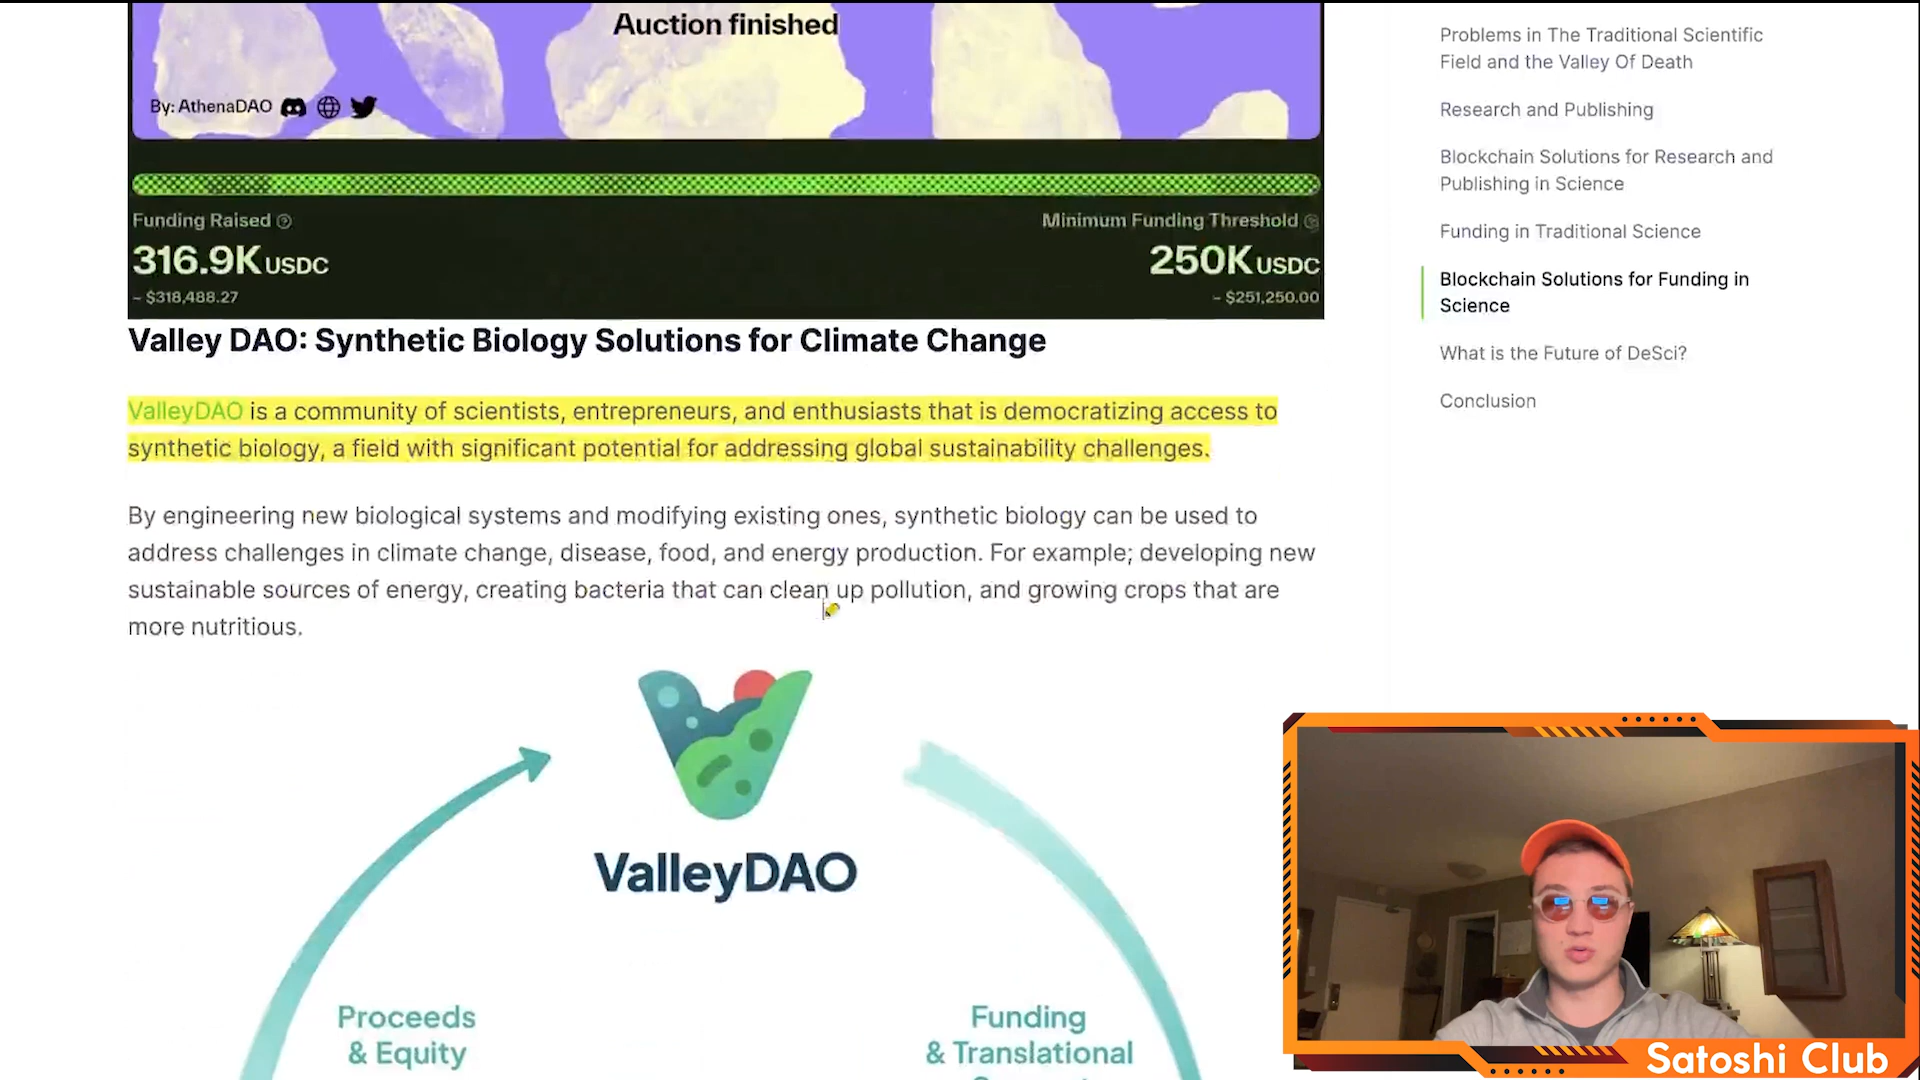 Auction finished
By: AthenaDAO
Funding Raised
Minimum Funding Threshold
316.9K USDC
250K USDC
~ $318,488.27
~ $251,250.00
Valley DAO: Synthetic Biology Solutions for Climate Change
ValleyDAO is a community of scientists, entrepreneurs, and enthusiasts that is democratizing access to
synthetic biology, a field with significant potential for addressing global sustainability challenges.
By engineering new biological systems and modifying existing ones, synthetic biology can be used to
address challenges in climate change, disease, food, and energy production. For example; developing new
sustainable sources of energy, creating bacteria that can clean up pollution, and growing crops that are
more nutritious.
ValleyDAO
Proceeds
& Equity
Funding
& Translational
Problems in The Traditional Scientific
Field and the Valley Of Death
Research and Publishing
Blockchain Solutions for Research and
Publishing in Science
Funding in Traditional Science
Blockchain Solutions for Funding in
Science
What is the Future of DeSci?
Conclusion
Satoshi Club